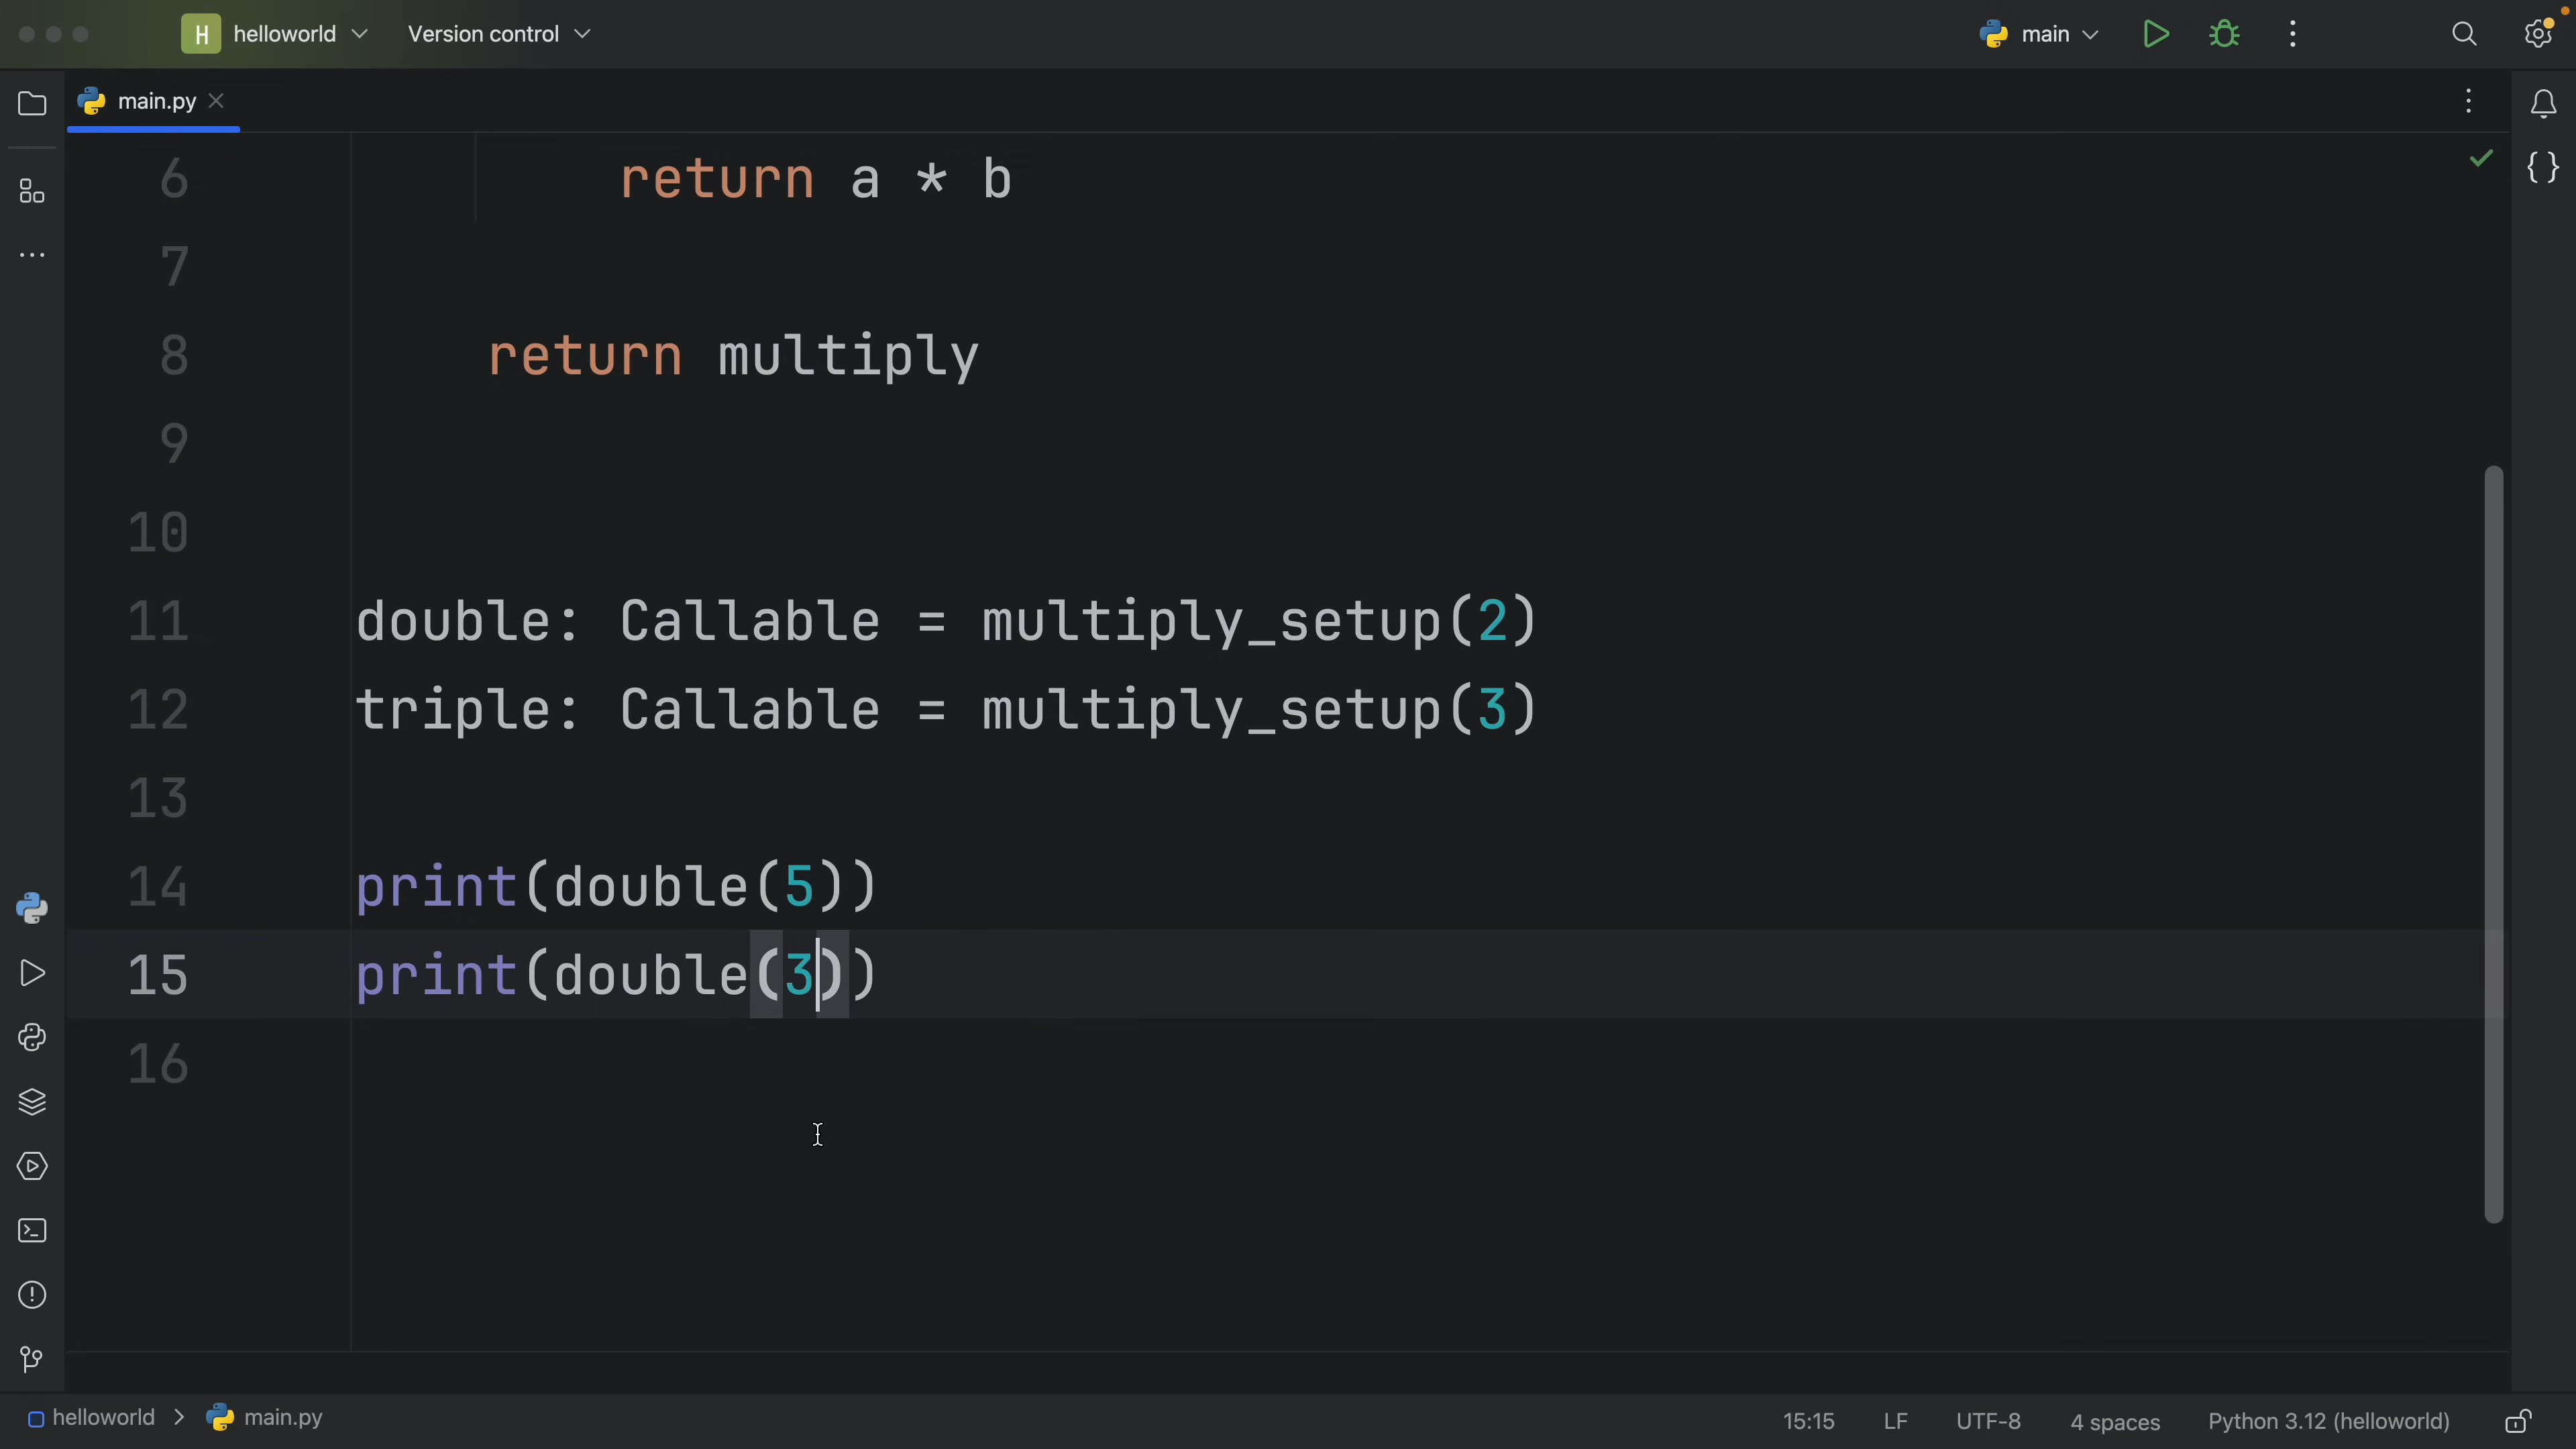 H helloworld Version control main
main.py
6 return a * b
7
8 return multiply
9
10
11 double: Callable = multiply_setup(2)
12 triple: Callable = multiply_setup(3)
13
14 print(double(5))
15 print(double(3))
16
helloworld > main.py 15:15 LF UTF-8 4 spaces Python 3.12 (helloworld)